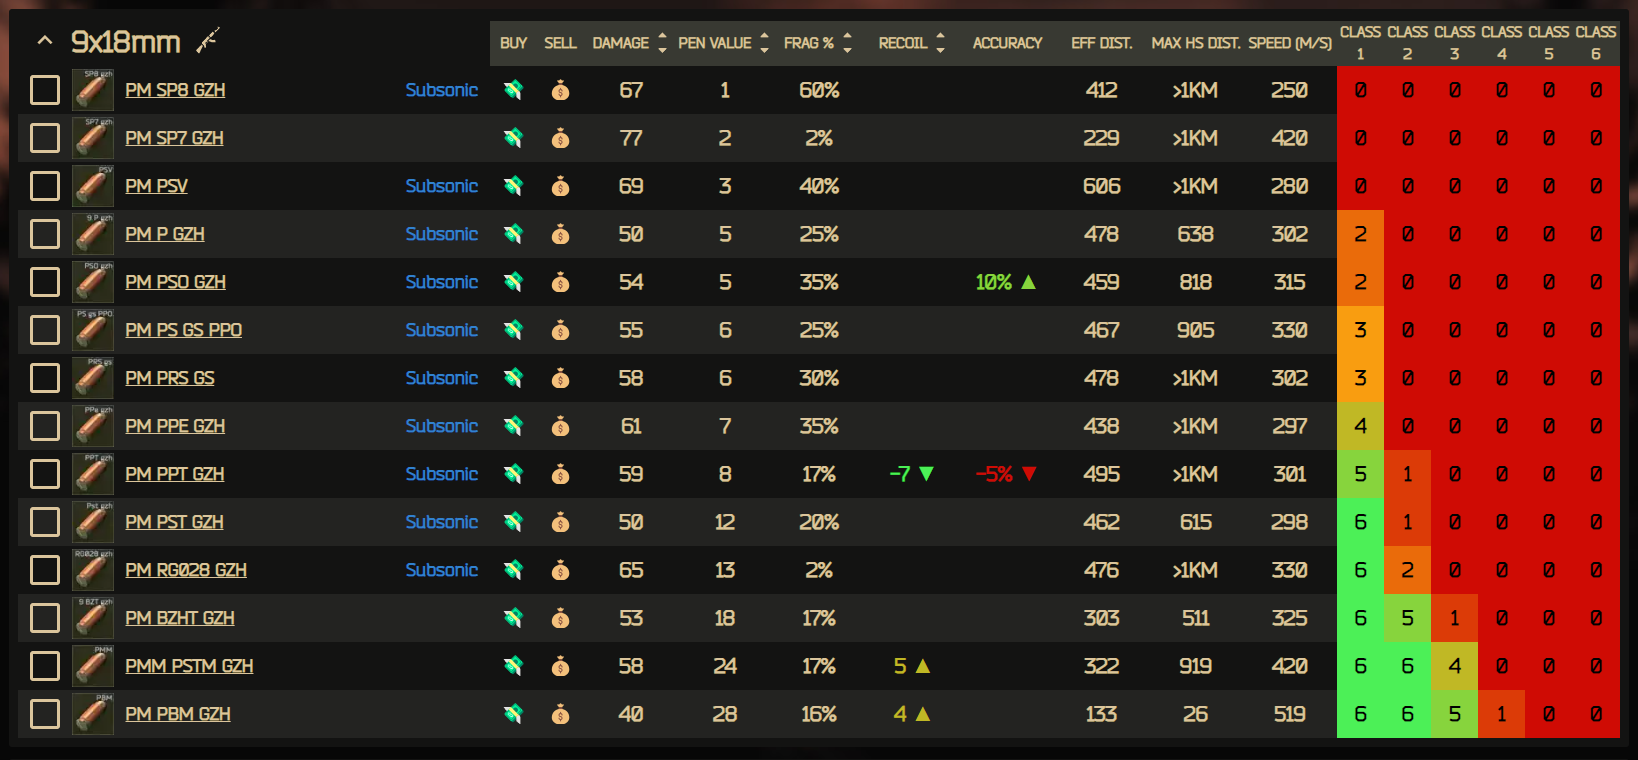 9x18mm BUY SELL DAMAGE PEN VALUE FRAG % RECOIL ACCURACY EFF DIST. MAX HS DIST. SPEED (M/S) CLASS 1 CLASS 2 CLASS 3 CLASS 4 CLASS 5 CLASS 6
SP8 gzh PM SP8 GZH Subsonic 67 1 60% 412 >1KM 250 0 0 0 0 0 0
SP7 gzh PM SP7 GZH 77 2 2% 229 >1KM 420 0 0 0 0 0 0
PSV PM PSV Subsonic 69 3 40% 606 >1KM 280 0 0 0 0 0 0
9 P gzh PM P GZH Subsonic 50 5 25% 478 638 302 2 0 0 0 0 0
PSO gzh PM PSO GZH Subsonic 54 5 35% 10% ▲ 459 818 315 2 0 0 0 0 0
PS gs PPO PM PS GS PPO Subsonic 55 6 25% 467 905 330 3 0 0 0 0 0
PRS gs PM PRS GS Subsonic 58 6 30% 478 >1KM 302 3 0 0 0 0 0
PPe gzh PM PPE GZH Subsonic 61 7 35% 438 >1KM 297 4 0 0 0 0 0
PPT gzh PM PPT GZH Subsonic 59 8 17% -7 ▼ -5% ▼ 495 >1KM 301 5 1 0 0 0 0
Pst gzh PM PST GZH Subsonic 50 12 20% 462 615 298 6 1 0 0 0 0
RG028 gzh PM RG028 GZH Subsonic 65 13 2% 476 >1KM 330 6 2 0 0 0 0
9 BZT gzh PM BZHT GZH 53 18 17% 303 511 325 6 5 1 0 0 0
PMM PMM PSTM GZH 58 24 17% 5 ▲ 322 919 420 6 6 4 0 0 0
PBM PM PBM GZH 40 28 16% 4 ▲ 133 26 519 6 6 5 1 0 0